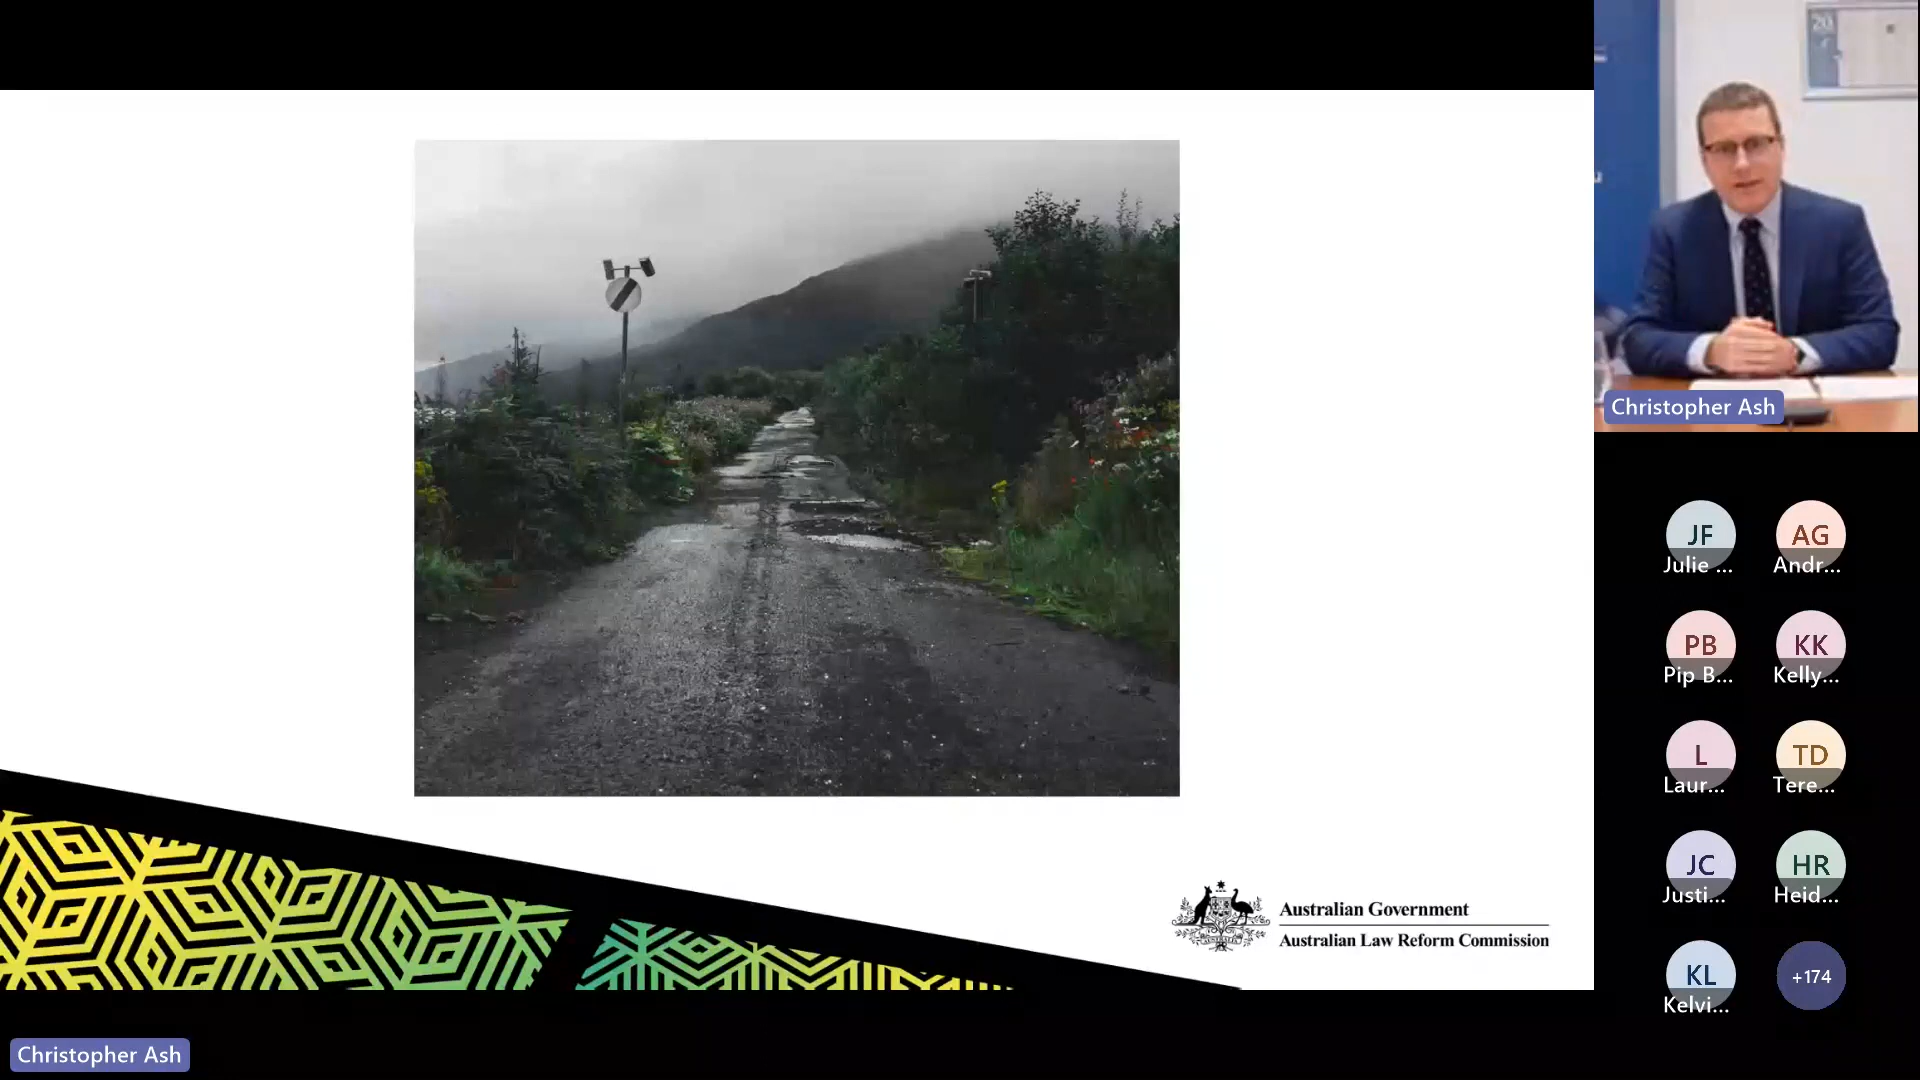 20
Christopher Ash
JF
Julie ...
AG
Andr...
PB
Pip B...
KK
Kelly...
L
Laur...
TD
Tere...
JC
Justi...
HR
Heid...
KL
Kelvi...
+174
Australian Government
Australian Law Reform Commission
Christopher Ash